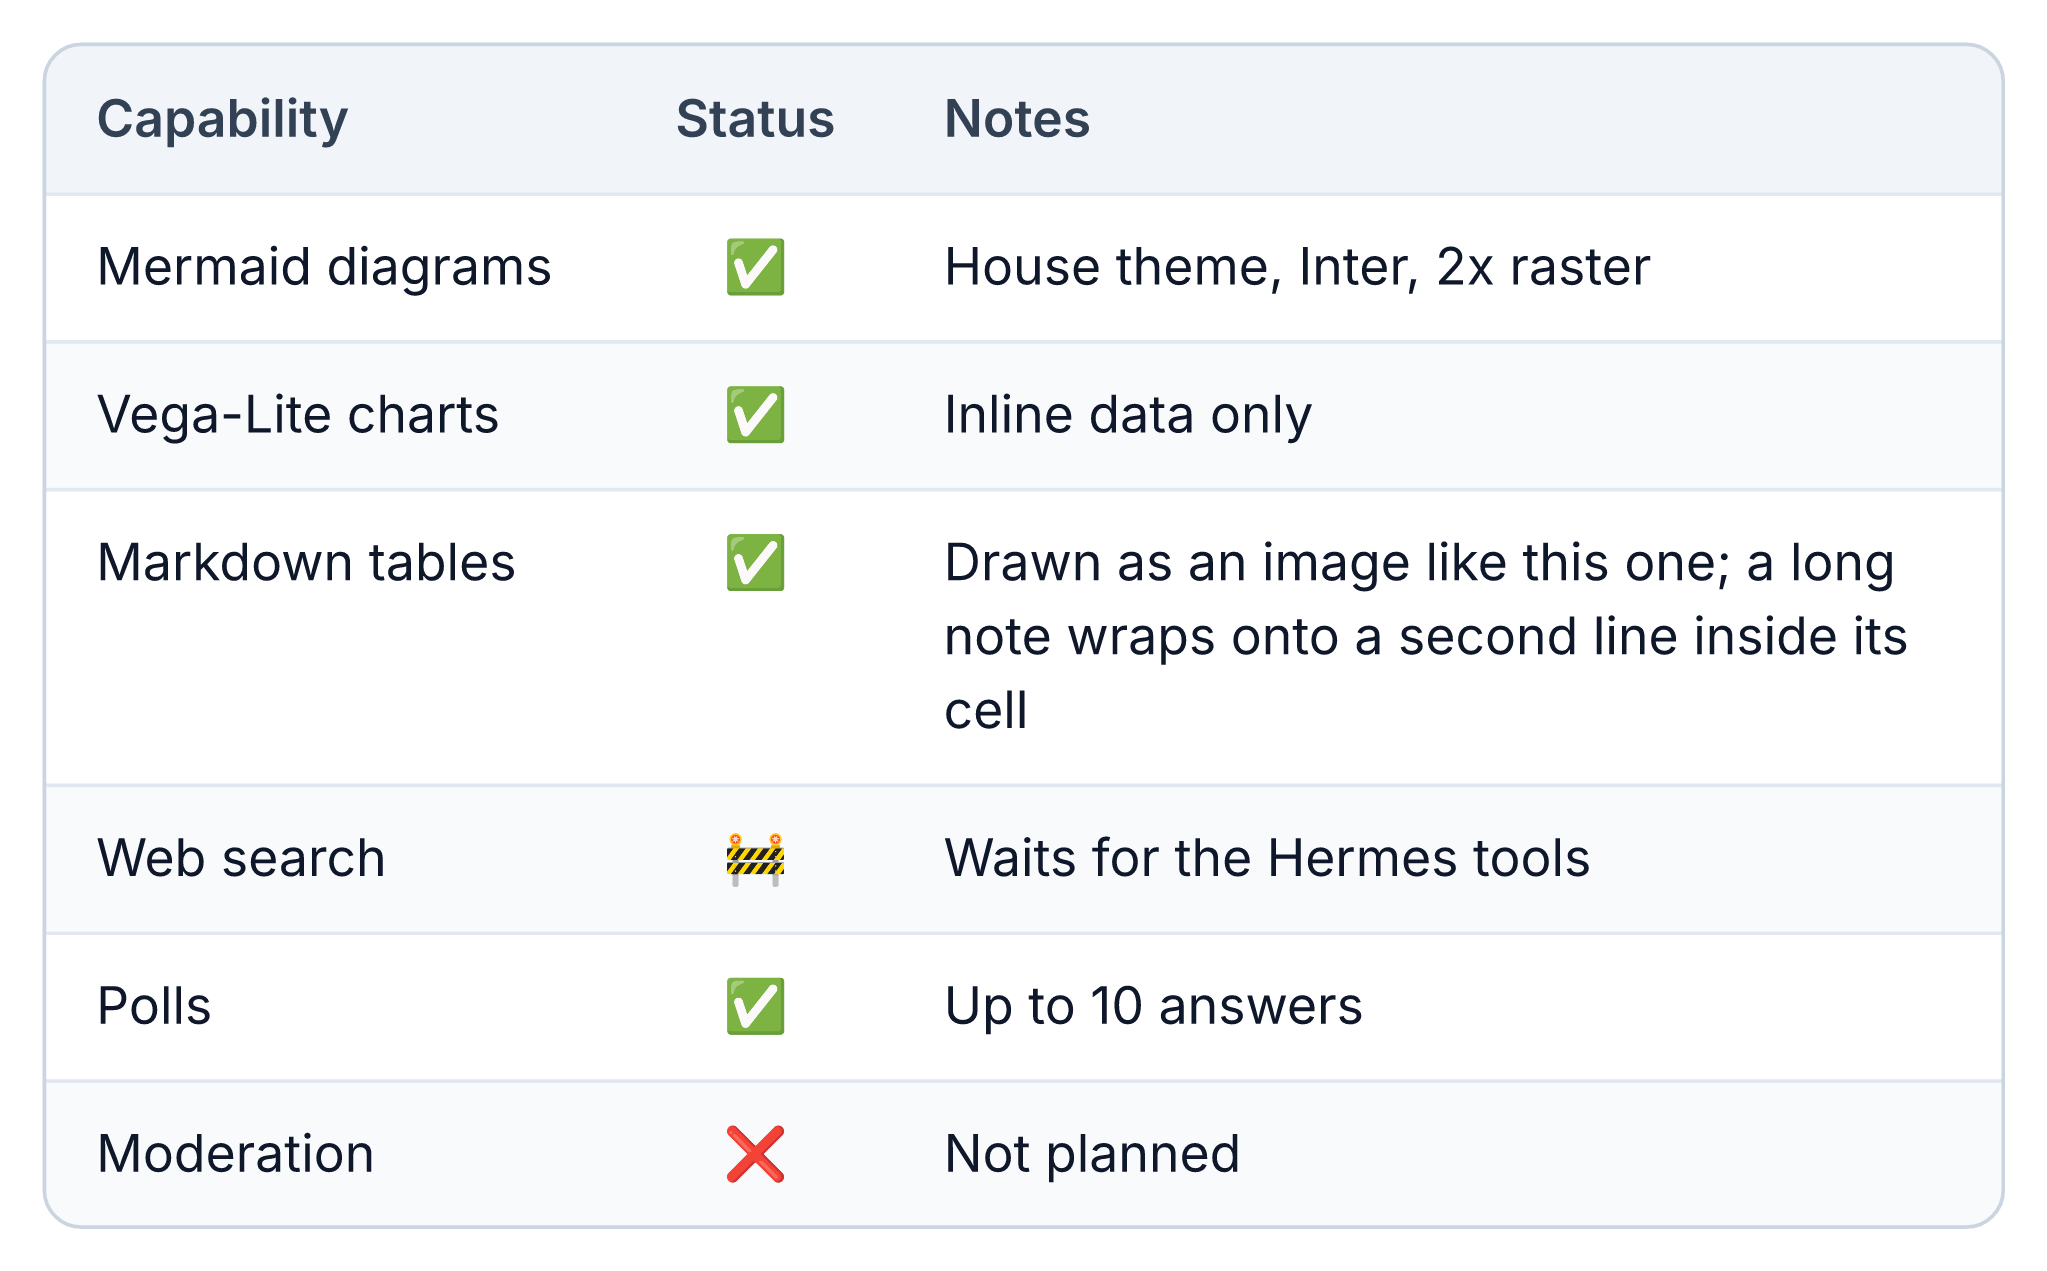 Capability Status Notes
Mermaid diagrams ✅ House theme, Inter, 2x raster
Vega-Lite charts ✅ Inline data only
Markdown tables ✅ Drawn as an image like this one; a long
note wraps onto a second line inside its
cell
Web search 🚧 Waits for the Hermes tools
Polls ✅ Up to 10 answers
Moderation ❌ Not planned